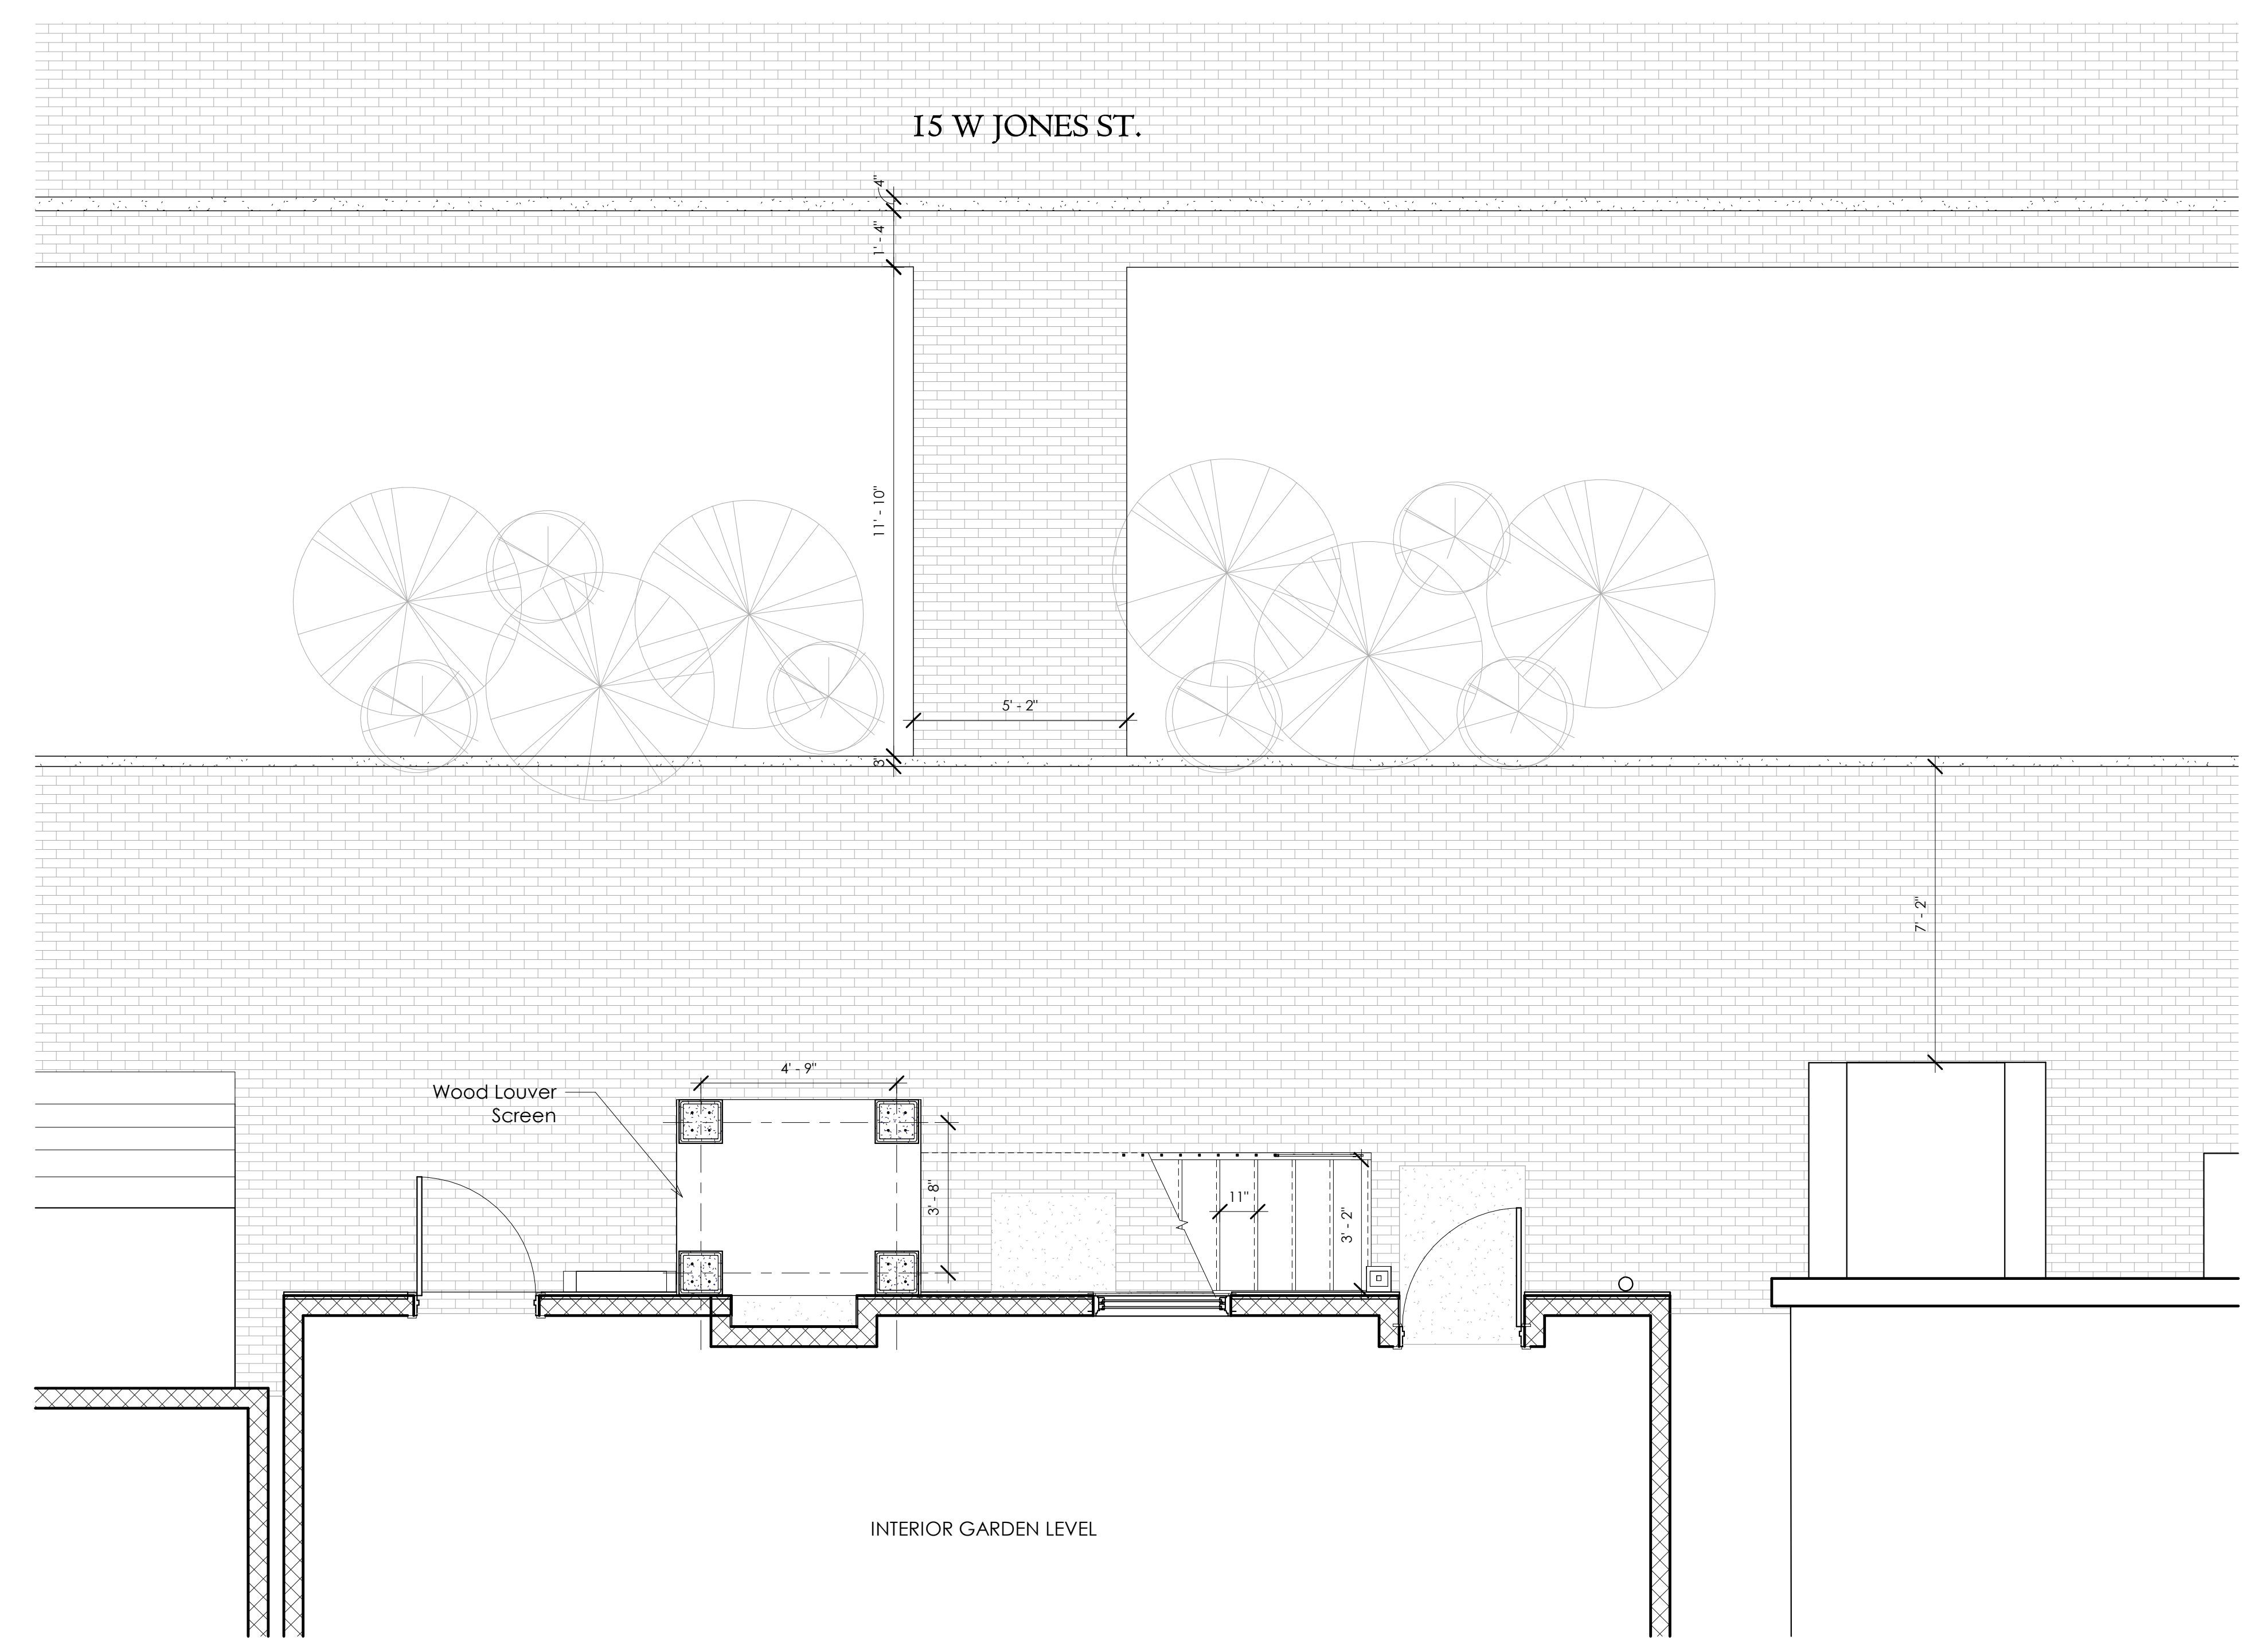 15 W JONES ST.
4"
1' - 4"
11' - 10"
5' - 2"
3"
7' - 2"
4' - 9"
Wood Louver
Screen
3' - 8"
11"
3' - 2"
INTERIOR GARDEN LEVEL